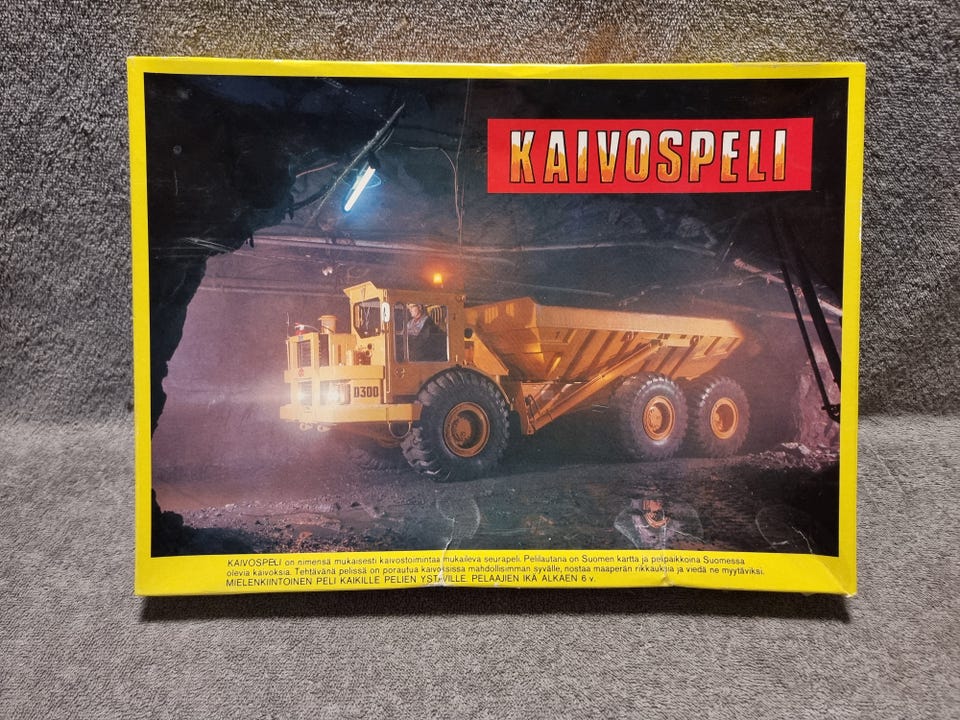 KAIVOSPELI
D300
KAIVOSPELI on nimensä mukaisesti kaivostoimintaa mukaileva seurapeli. Pelilautana on Suomen kartta ja pelipaikkoina Suomessa
olevia kaivoksia. Tehtävänä pelissä on porautua kaivoksissa mahdollisimman syvälle, nostaa maaperän rikkauksia ja viedä ne myytäviksi.
MIELENKIINTOINEN PELI KAIKILLE PELIEN YSTÄVILLE. PELAAJIEN IKÄ ALKAEN 6 v.